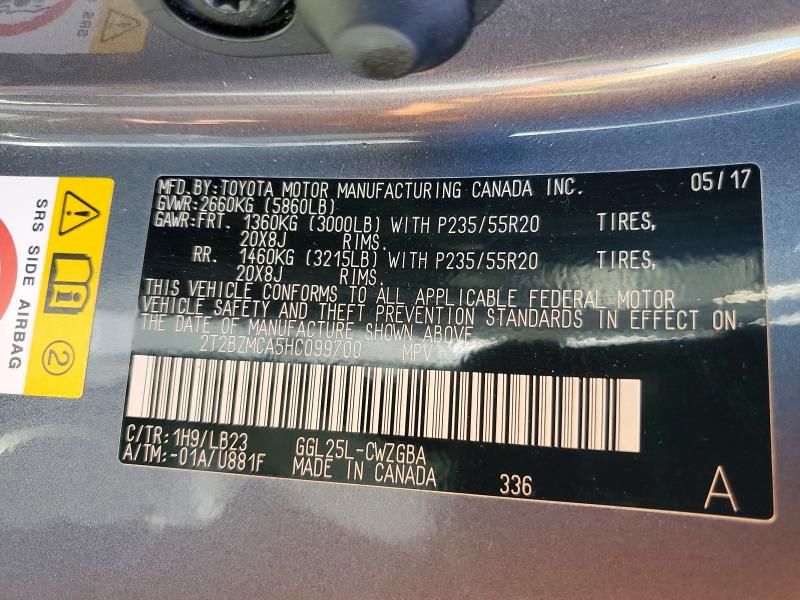 MFD. BY: TOYOTA MOTOR MANUFACTURING CANADA INC. 05/17
GVWR: 2660KG (5860LB)
GAWR: FRT. 1360KG (3000LB) WITH P235/55R20 TIRES,
20X8J RIMS.
RR. 1460KG (3215LB) WITH P235/55R20 TIRES,
20X8J RIMS.
THIS VEHICLE CONFORMS TO ALL APPLICABLE FEDERAL MOTOR
VEHICLE SAFETY AND THEFT PREVENTION STANDARDS IN EFFECT ON
THE DATE OF MANUFACTURE SHOWN ABOVE.
2T2BZMCA5HC099700 MPV
C/TR: 1H9/LB23 GGL25L-CWZGBA
A/TM: -01A/U881F MADE IN CANADA
336 A
SRS SIDE AIRBAG
2
SRS